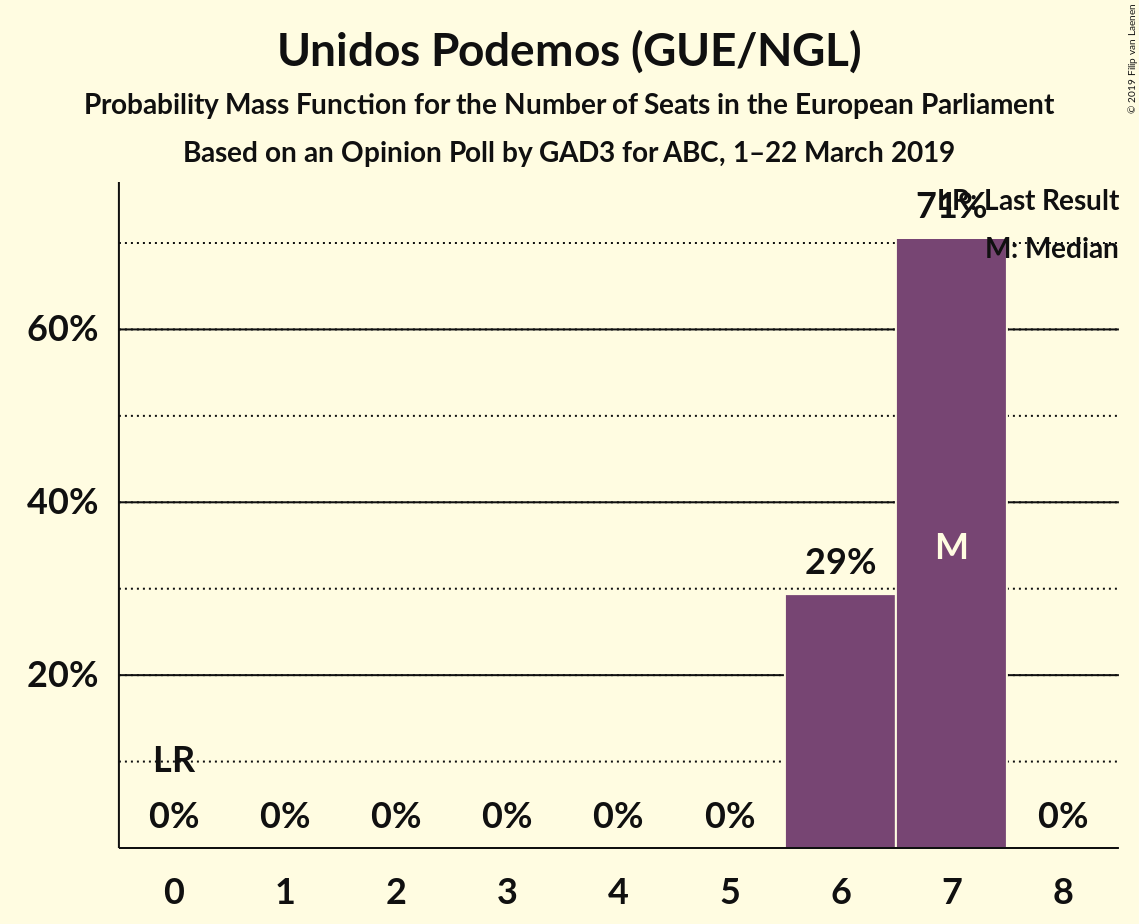 Unidos Podemos (GUE/NGL)
Probability Mass Function for the Number of Seats in the European Parliament
Based on an Opinion Poll by GAD3 for ABC, 1–22 March 2019
© 2019 Filip van Laenen
LR: Last Result
M: Median
71%
60%
40%
29%
M
20%
LR
0% 0% 0% 0% 0% 0% 0%
0 1 2 3 4 5 6 7 8